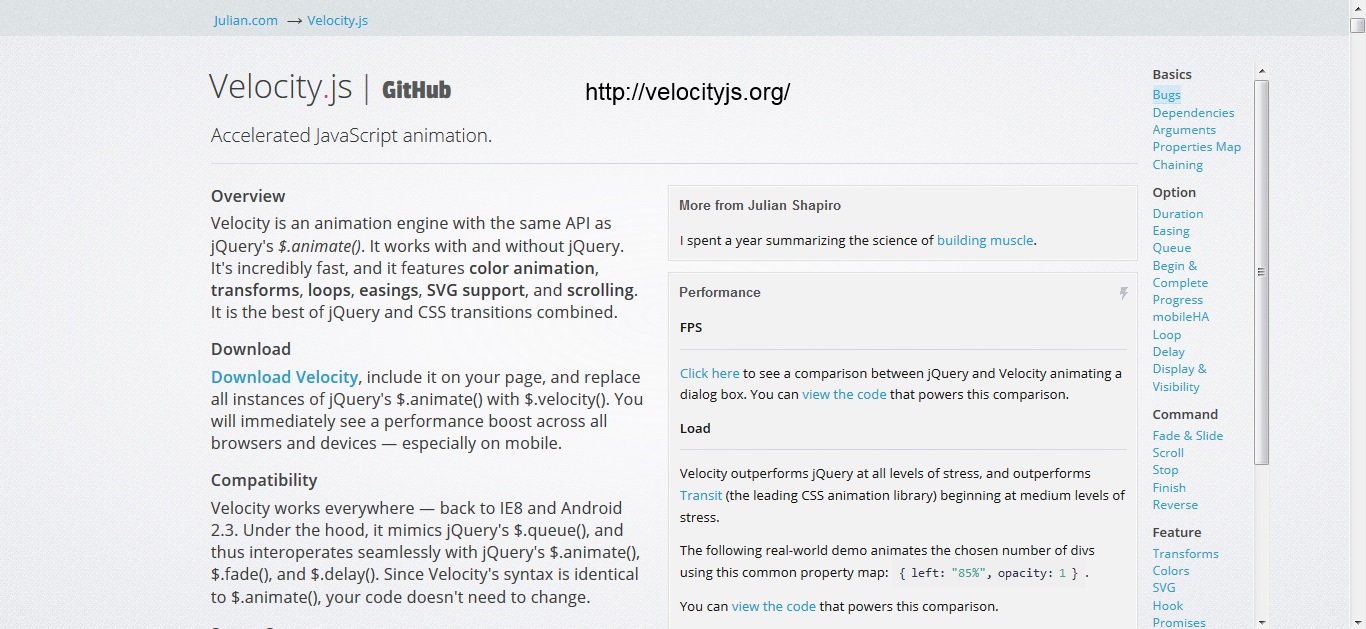 Julian.com → Velocity.js
Velocity.js | GitHub
http://velocityjs.org/
Accelerated JavaScript animation.
Overview
Velocity is an animation engine with the same API as
jQuery's $.animate(). It works with and without jQuery.
It's incredibly fast, and it features color animation,
transforms, loops, easings, SVG support, and scrolling.
It is the best of jQuery and CSS transitions combined.
Download
Download Velocity, include it on your page, and replace
all instances of jQuery's $.animate() with $.velocity(). You
will immediately see a performance boost across all
browsers and devices — especially on mobile.
Compatibility
Velocity works everywhere — back to IE8 and Android
2.3. Under the hood, it mimics jQuery's $.queue(), and
thus interoperates seamlessly with jQuery's $.animate(),
$.fade(), and $.delay(). Since Velocity's syntax is identical
to $.animate(), your code doesn't need to change.
More from Julian Shapiro
I spent a year summarizing the science of building muscle.
Performance
FPS
Click here to see a comparison between jQuery and Velocity animating a
dialog box. You can view the code that powers this comparison.
Load
Velocity outperforms jQuery at all levels of stress, and outperforms
Transit (the leading CSS animation library) beginning at medium levels of
stress.
The following real-world demo animates the chosen number of divs
using this common property map: { left: "85%", opacity: 1 } .
You can view the code that powers this comparison.
Basics
Bugs
Dependencies
Arguments
Properties Map
Chaining
Option
Duration
Easing
Queue
Begin &
Complete
Progress
mobileHA
Loop
Delay
Display &
Visibility
Command
Fade & Slide
Scroll
Stop
Finish
Reverse
Feature
Transforms
Colors
SVG
Hook
Promises